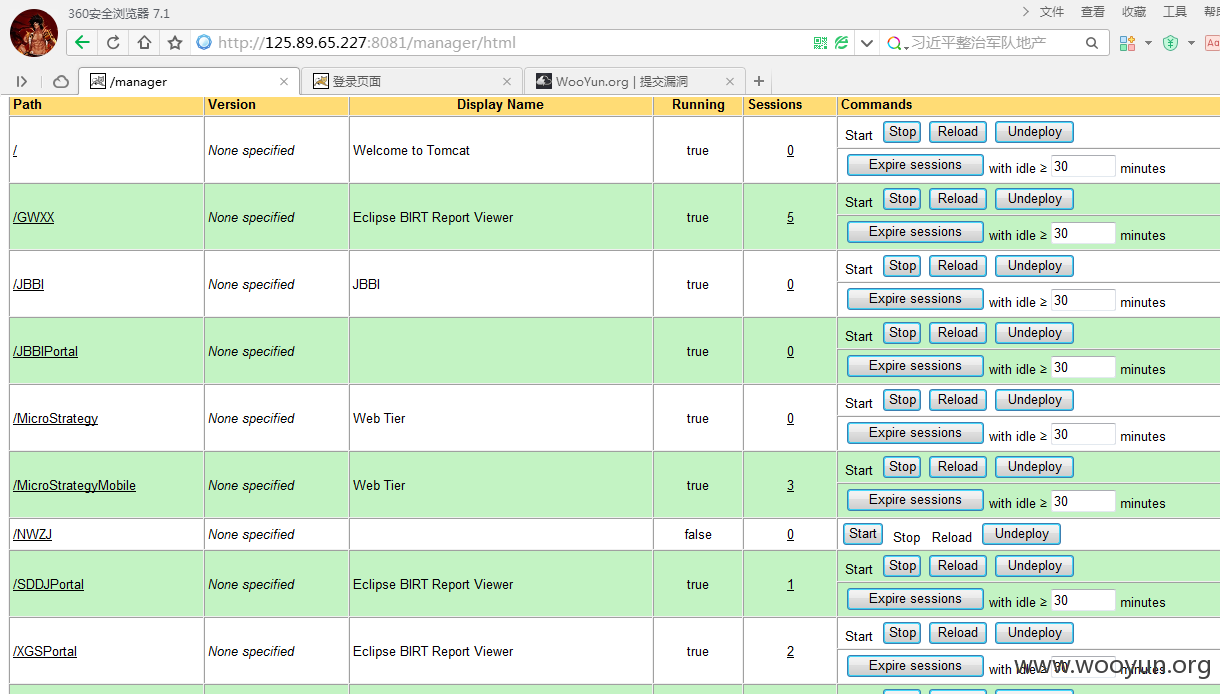 360安全浏览器 7.1
文件 查看 收藏 工具
http://125.89.65.227:8081/manager/html
习近平整治军队地产
/manager
登录页面
WooYun.org | 提交漏洞
Path Version Display Name Running Sessions Commands
/ None specified Welcome to Tomcat true 0 Start Stop Reload Undeploy
Expire sessions with idle ≥ 30 minutes
/GWXX None specified Eclipse BIRT Report Viewer true 5 Start Stop Reload Undeploy
Expire sessions with idle ≥ 30 minutes
/JBBI None specified JBBI true 0 Start Stop Reload Undeploy
Expire sessions with idle ≥ 30 minutes
/JBBIPortal None specified true 0 Start Stop Reload Undeploy
Expire sessions with idle ≥ 30 minutes
/MicroStrategy None specified Web Tier true 0 Start Stop Reload Undeploy
Expire sessions with idle ≥ 30 minutes
/MicroStrategyMobile None specified Web Tier true 3 Start Stop Reload Undeploy
Expire sessions with idle ≥ 30 minutes
/NWZJ None specified false 0 Start Stop Reload Undeploy
/SDDJPortal None specified Eclipse BIRT Report Viewer true 1 Start Stop Reload Undeploy
Expire sessions with idle ≥ 30 minutes
/XGSPortal None specified Eclipse BIRT Report Viewer true 2 Start Stop Reload Undeploy
Expire sessions with idle ≥ 30 minutes
www.wooyun.org